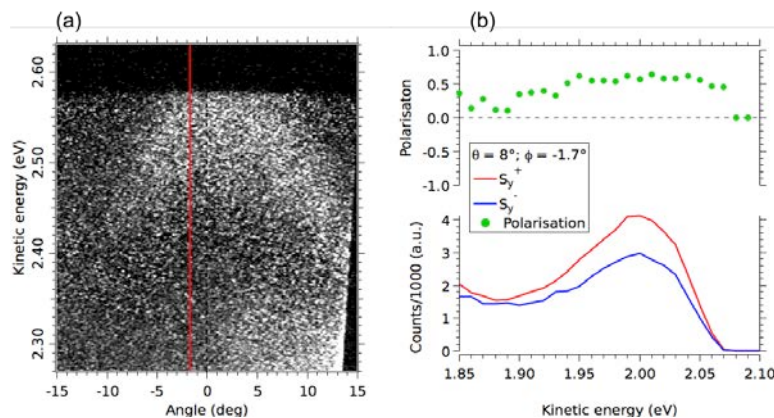 (a)
Kinetic energy (eV)
2.60
2.50
2.40
2.30
-15 -10 -5 0 5 10 15
Angle (deg)
(b)
Polarisaton
1.0
0.5
0.0
-0.5
-1.0
θ = 8°; ϕ = -1.7°
Sy+
Sy-
Polarisation
Counts/1000 (a.u.)
4
3
2
1
0
1.85 1.90 1.95 2.00 2.05 2.10
Kinetic energy (eV)